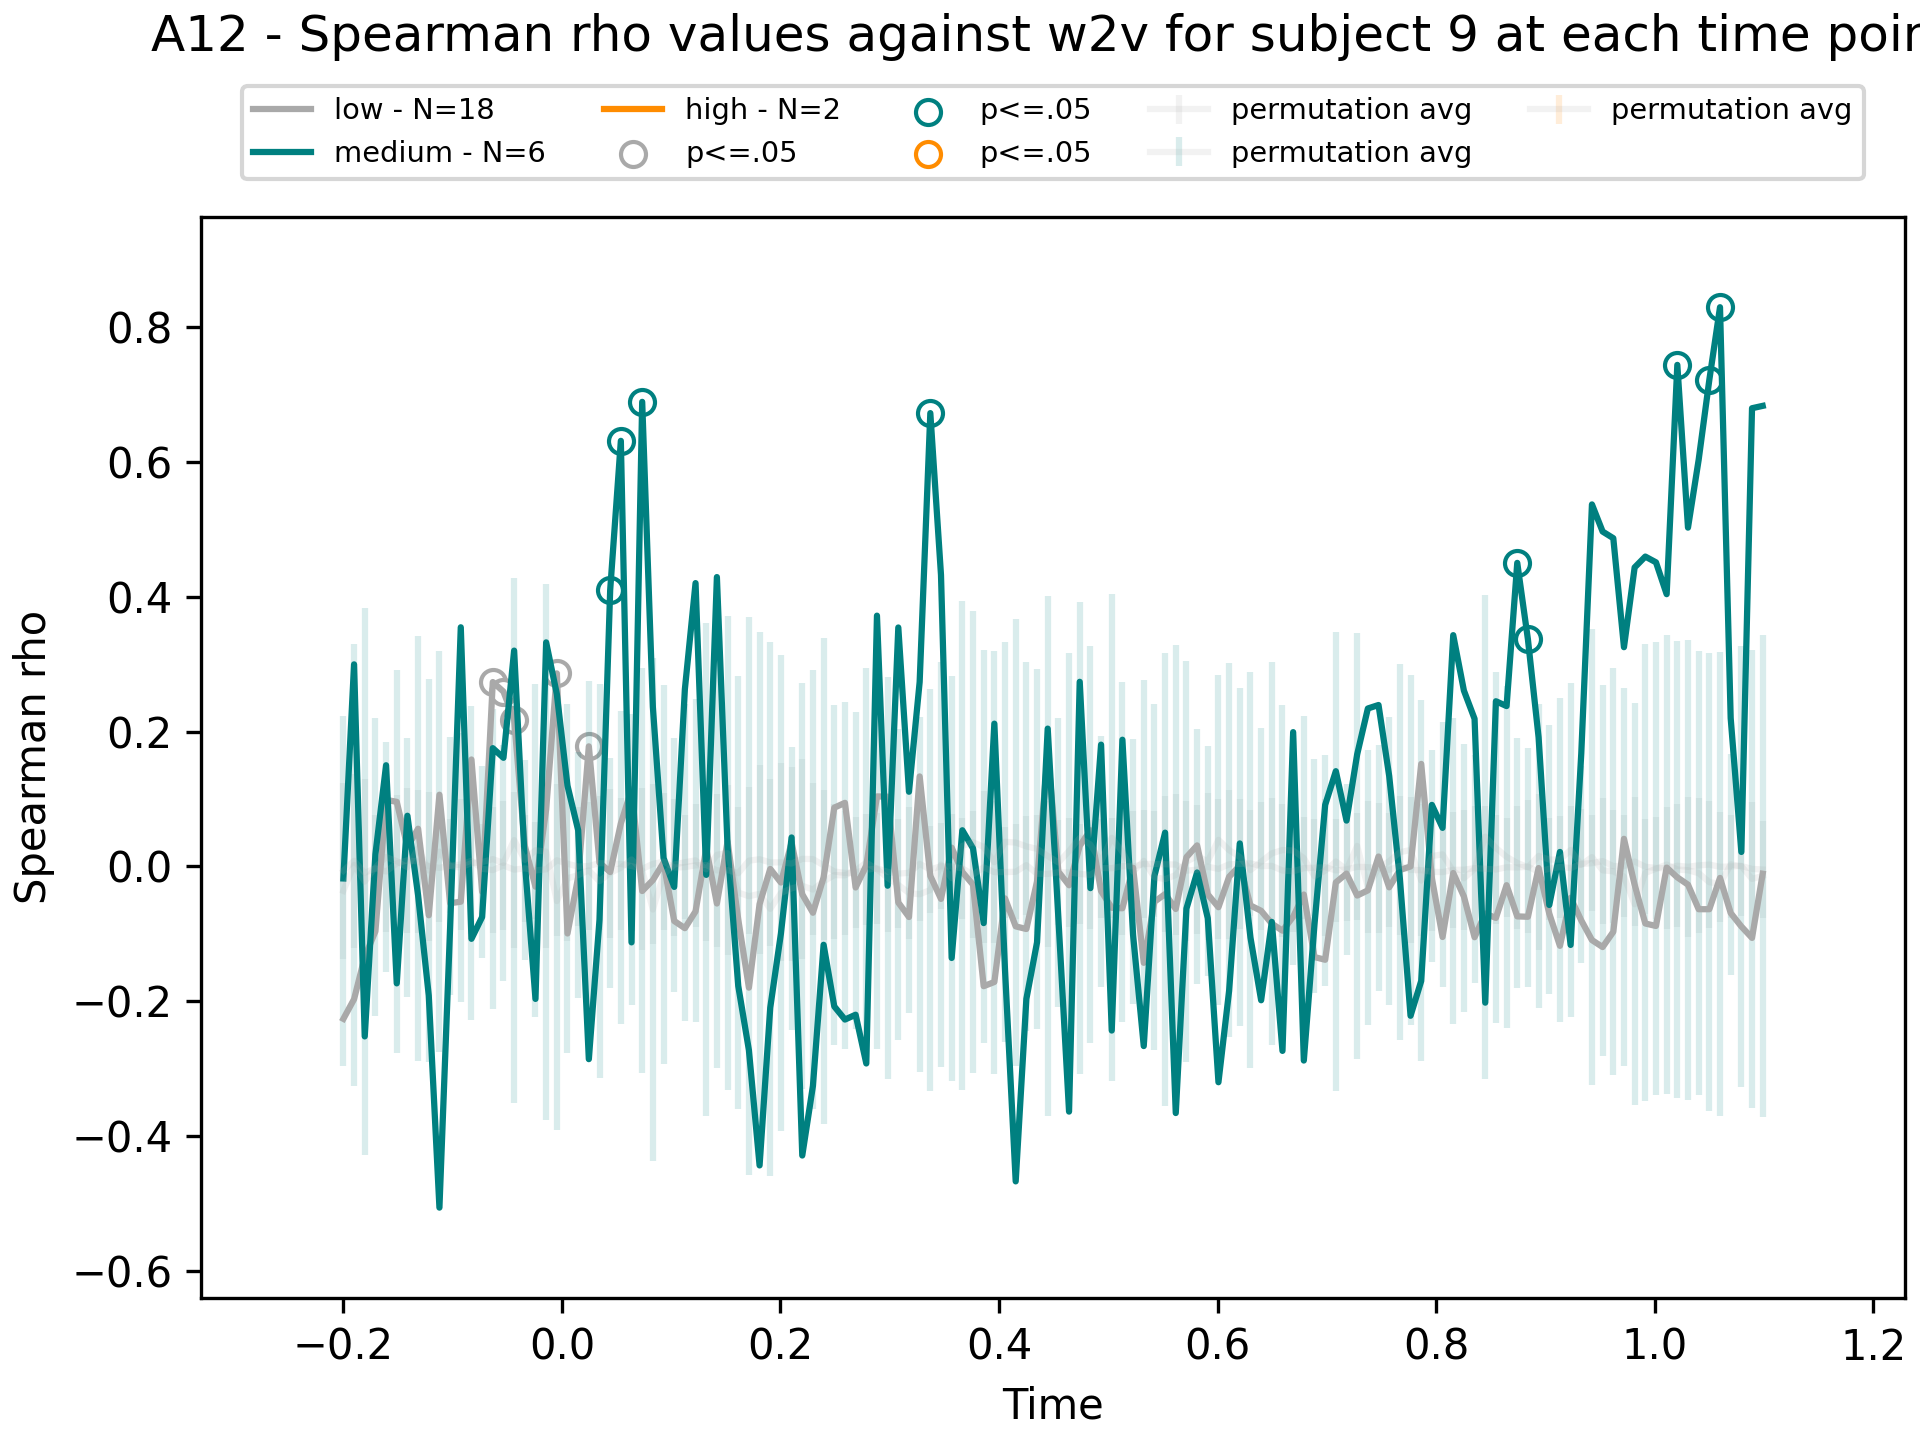 A12 - Spearman rho values against w2v for subject 9 at each time poin
low - N=18
medium - N=6
high - N=2
p<=.05
p<=.05
p<=.05
permutation avg
permutation avg
permutation avg
Spearman rho
0.8
0.6
0.4
0.2
0.0
−0.2
−0.4
−0.6
−0.2 0.0 0.2 0.4 0.6 0.8 1.0 1.2
Time